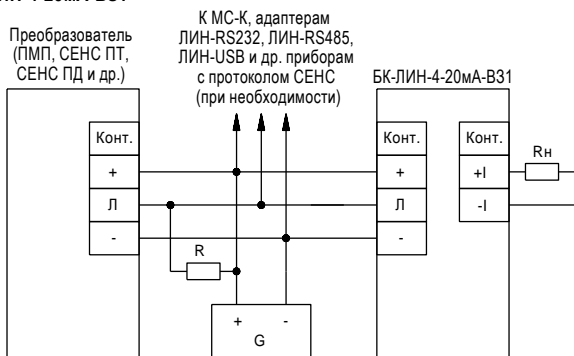 К МС-К, адаптерам
ЛИН-RS232, ЛИН-RS485,
ЛИН-USB и др. приборам
с протоколом СЕНС
(при необходимости)
Преобразователь
(ПМП, СЕНС ПТ,
СЕНС ПД и др.)
БК-ЛИН-4-20мА-ВЗ1
Конт.
+
Л
-
Конт.
+
Л
-
Конт.
+I
-I
Rн
R
+ -
G